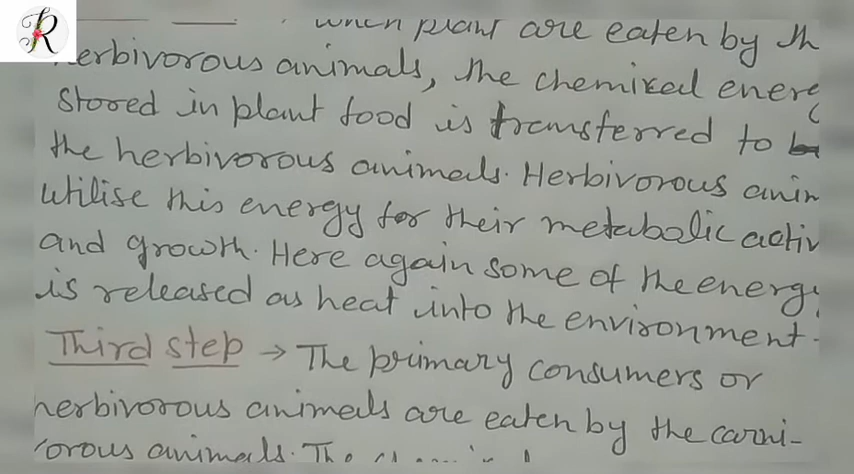 R
when plant are eaten by th
herbivorous animals, the chemical energ
stored in plant food is transferred to
the herbivorous animals. Herbivorous anim
utilise this energy for their metabolic activ
and growth. Here again some of the energy
is released as heat into the environment.
Third step → The primary consumers or
herbivorous animals are eaten by the carni-
vorous animals. The